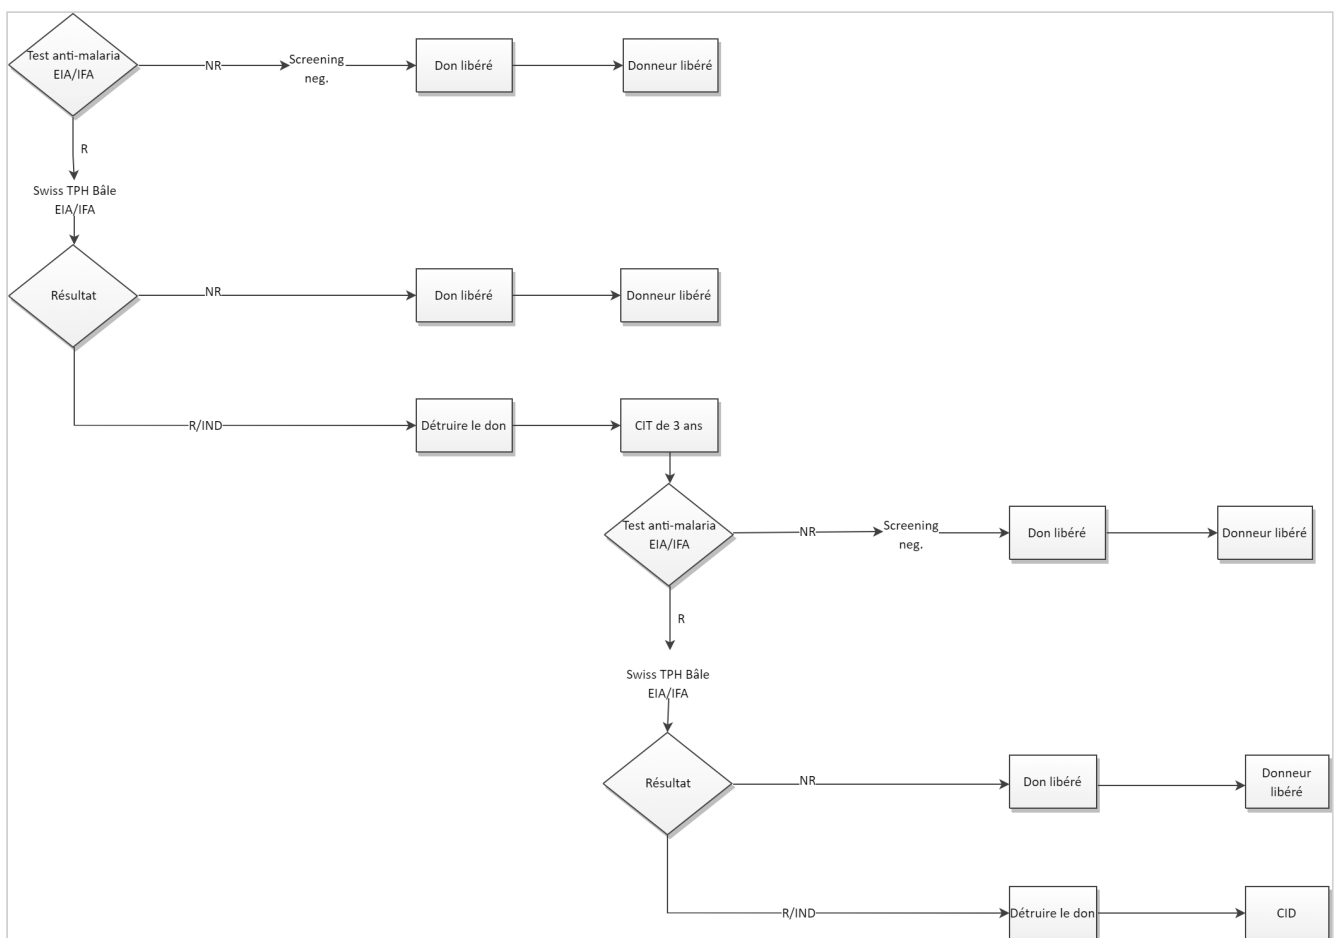 Test anti-malaria
EIA/IFA
NR
Screening
neg.
Don libéré
Donneur libéré
R
Swiss TPH Bâle
EIA/IFA
Résultat
NR
Don libéré
Donneur libéré
R/IND
Détruire le don
CIT de 3 ans
Test anti-malaria
EIA/IFA
NR
Screening
neg.
Don libéré
Donneur libéré
R
Swiss TPH Bâle
EIA/IFA
Résultat
NR
Don libéré
Donneur
libéré
R/IND
Détruire le don
CID